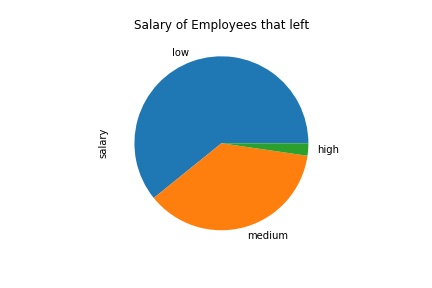 Salary of Employees that left
low
salary
high
medium